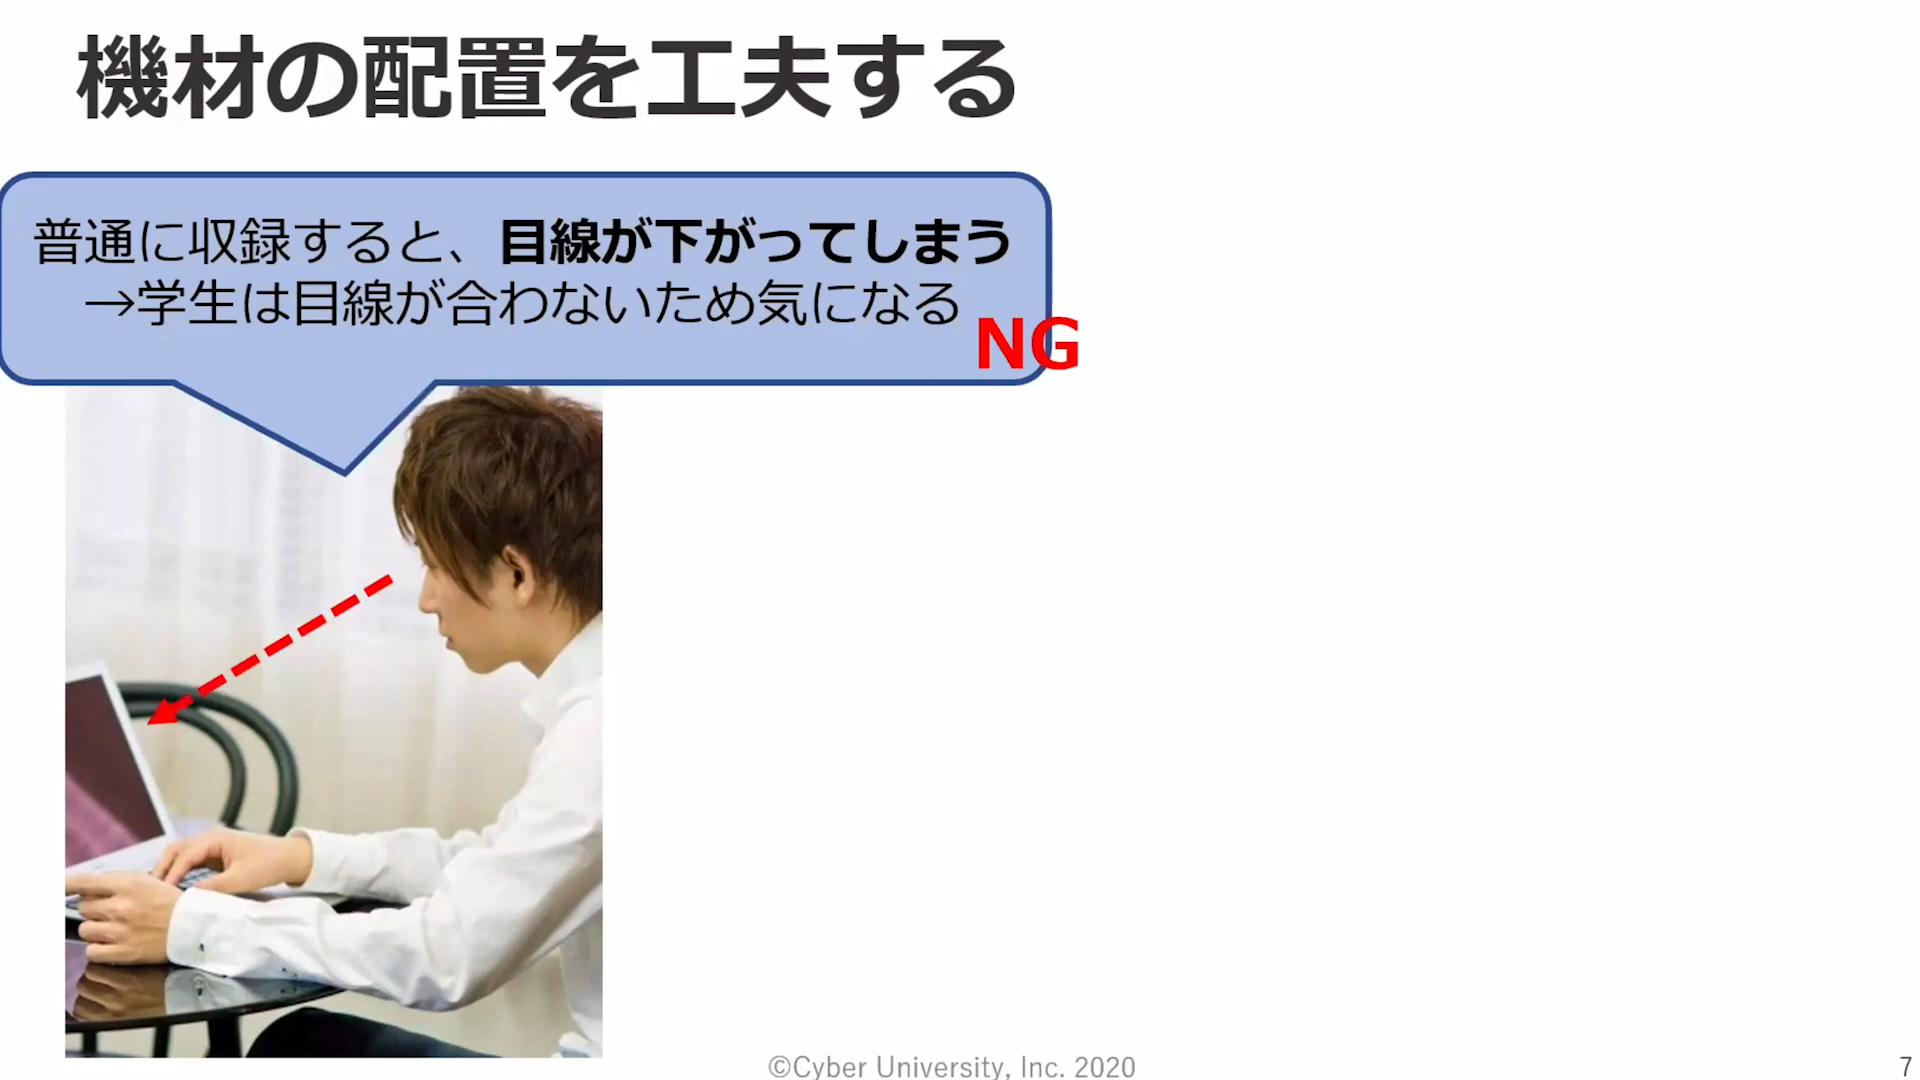 機材の配置を工夫する
普通に収録すると、目線が下がってしまう
→学生は目線が合わないため気になる
NG
©Cyber University, Inc. 2020
7